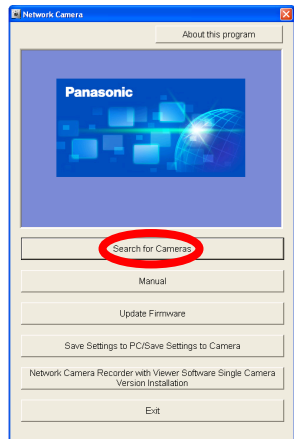 Network Camera
About this program
Panasonic
Search for Cameras
Manual
Update Firmware
Save Settings to PC/Save Settings to Camera
Network Camera Recorder with Viewer Software Single Camera
Version Installation
Exit